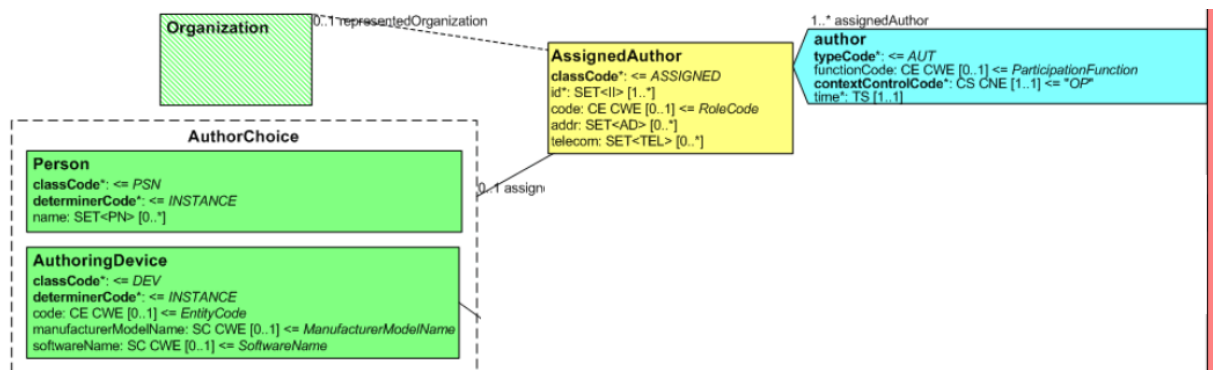 0..1 representedOrganization
1..* assignedAuthor
Organization
author
typeCode*: <= AUT
functionCode: CE CWE [0..1] <= ParticipationFunction
contextControlCode*: CS CNE [1..1] <= "OP"
time*: TS [1..1]
AssignedAuthor
classCode*: <= ASSIGNED
id*: SET<II> [1..*]
code: CE CWE [0..1] <= RoleCode
addr: SET<AD> [0..*]
telecom: SET<TEL> [0..*]
AuthorChoice
Person
classCode*: <= PSN
determinerCode*: <= INSTANCE
name: SET<PN> [0..*]
0..1 assign
AuthoringDevice
classCode*: <= DEV
determinerCode*: <= INSTANCE
code: CE CWE [0..1] <= EntityCode
manufacturerModelName: SC CWE [0..1] <= ManufacturerModelName
softwareName: SC CWE [0..1] <= SoftwareName